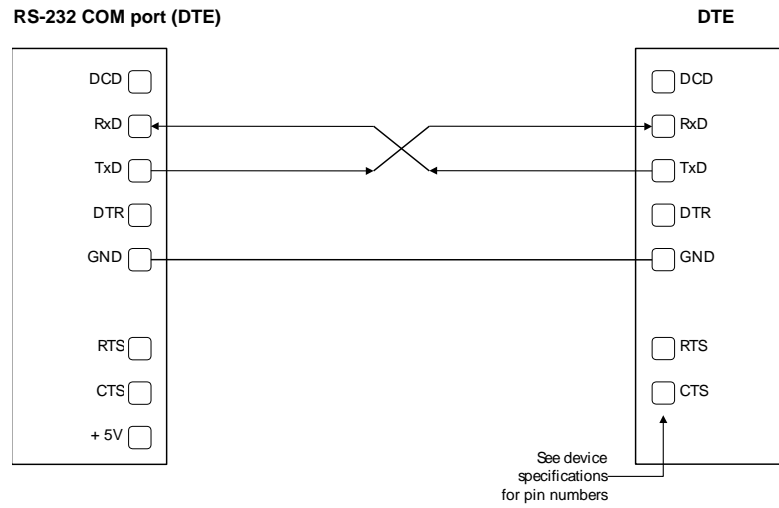 RS-232 COM port (DTE)
DTE
DCD
DCD
RxD
RxD
TxD
TxD
DTR
DTR
GND
GND
RTS
RTS
CTS
CTS
+ 5V
See device
specifications
for pin numbers